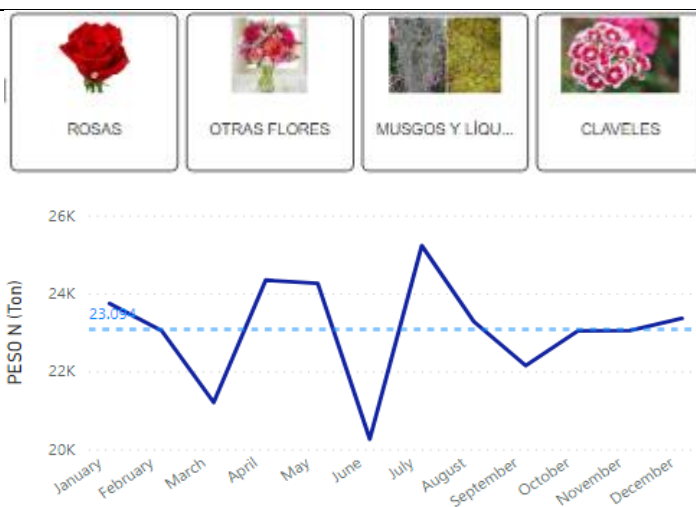 ROSAS
OTRAS FLORES
MUSGOS Y LÍQU...
CLAVELES
PESO N (Ton)
26K
24K
23.094
22K
20K
January
February
March
April
May
June
July
August
September
October
November
December